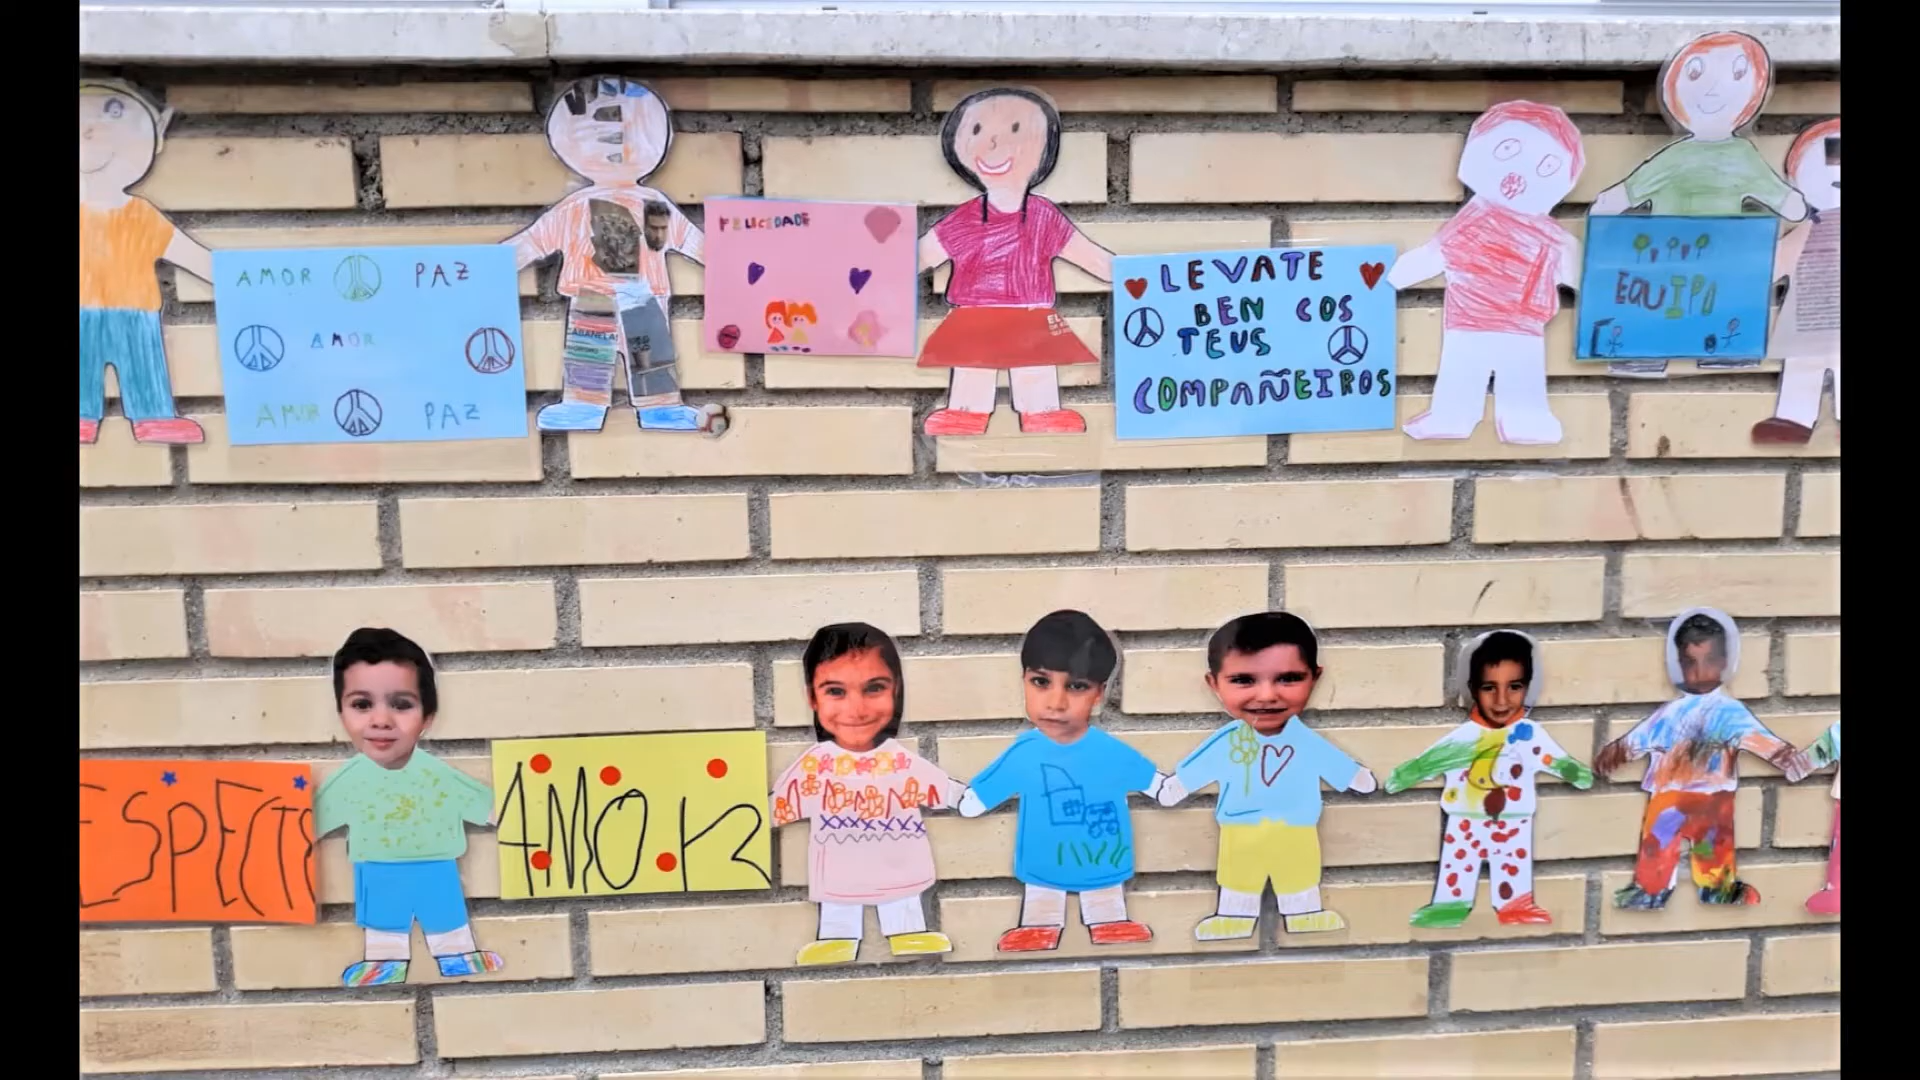 AMOR PAZ
AMOR
AMOR PAZ
FELICIDADE
LEVATE
BEN COS
TEUS
COMPAÑEIROS
EQUIPO
ESPECTO
AMOR